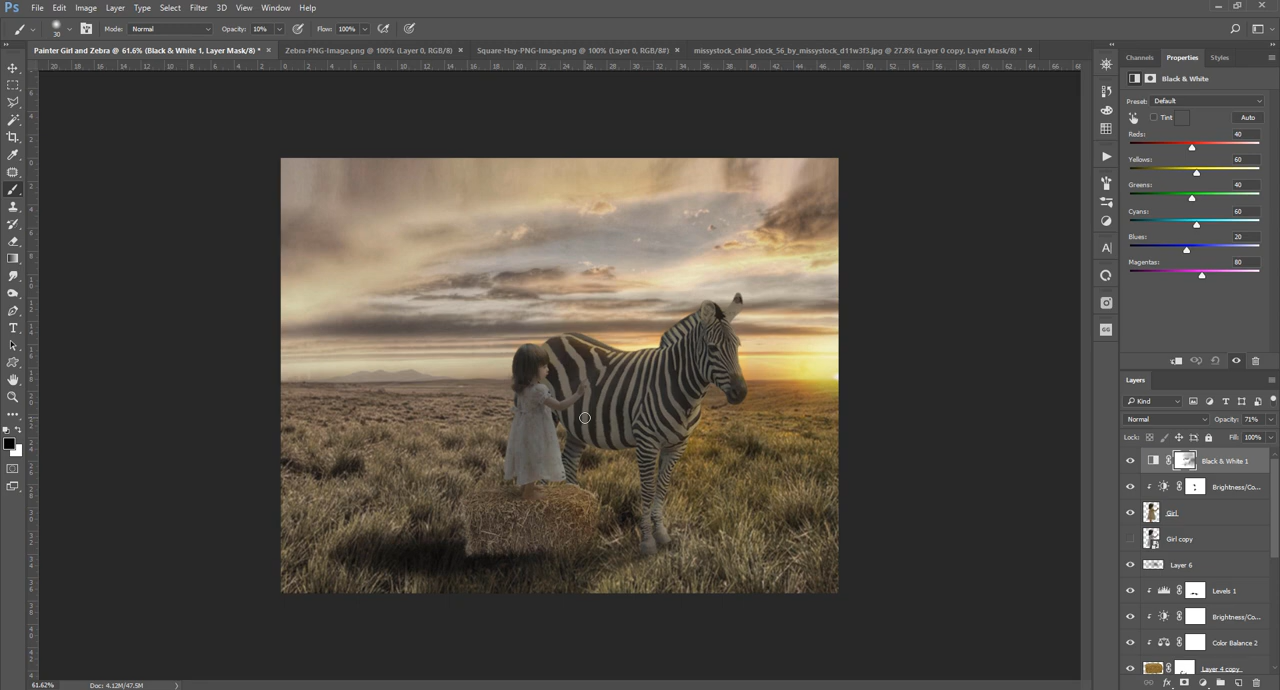 Ps File Edit Image Layer Type Select Filter 3D View Window Help
30 Mode: Normal Opacity: 10% Flow: 100%
Painter Girl and Zebra @ 61.6% (Black & White 1, Layer Mask/8) * × Zebra-PNG-Image.png @ 100% (Layer 0, RGB/8) × Square-Hay-PNG-Image.png @ 100% (Layer 0, RGB/8#) × missystock_child_stock_56_by_missystock_d11w3f3.jpg @ 27.8% (Layer 0 copy, Layer Mask/8) * ×
Channels Properties Styles
Black & White
Preset: Default
Tint Auto
Reds: 40
Yellows: 60
Greens: 40
Cyans: 60
Blues: 20
Magentas: 80
Layers
Kind
Normal Opacity: 71%
Lock: Fill: 100%
Black & White 1
Brightness/Co...
Girl
Girl copy
Layer 6
Levels 1
Brightness/Co...
Color Balance 2
Layer 4 copy
61.62% Doc: 4.12M/47.5M